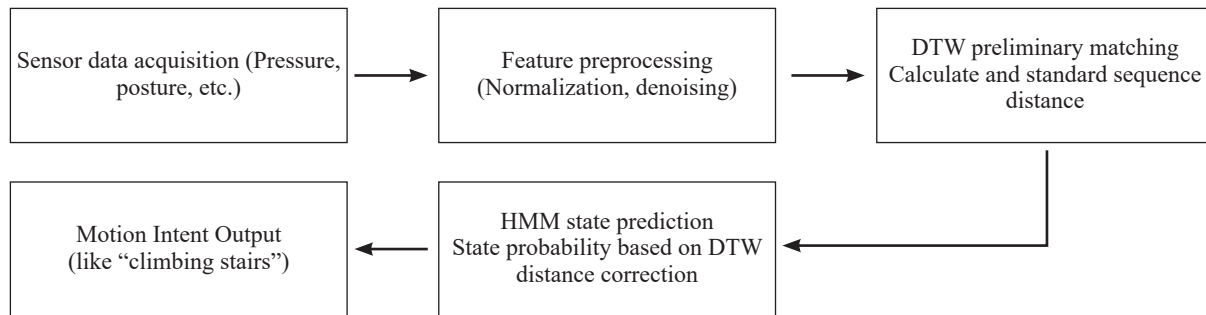 Sensor data acquisition (Pressure,
posture, etc.)
Feature preprocessing
(Normalization, denoising)
DTW preliminary matching
Calculate and standard sequence
distance
HMM state prediction
State probability based on DTW
distance correction
Motion Intent Output
(like “climbing stairs”)